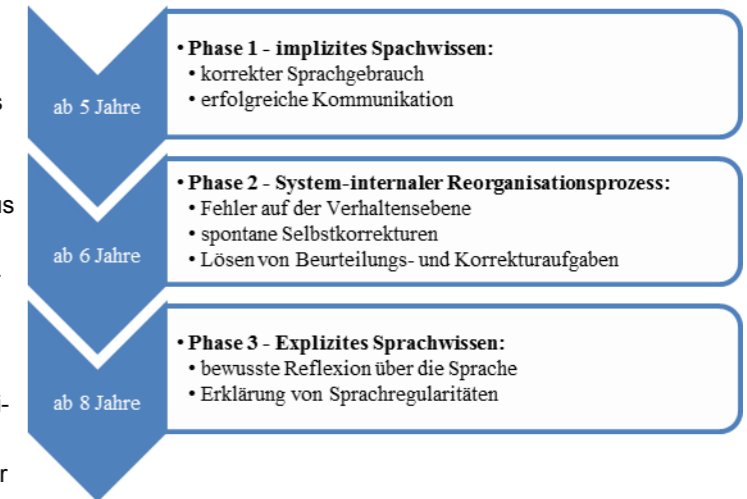 ab 5 Jahre
• Phase 1 - implizites Spachwissen:
• korrekter Sprachgebrauch
• erfolgreiche Kommunikation
ab 6 Jahre
• Phase 2 - System-internaler Reorganisationsprozess:
• Fehler auf der Verhaltensebene
• spontane Selbstkorrekturen
• Lösen von Beurteilungs- und Korrekturaufgaben
ab 8 Jahre
• Phase 3 - Explizites Sprachwissen:
• bewusste Reflexion über die Sprache
• Erklärung von Sprachregularitäten